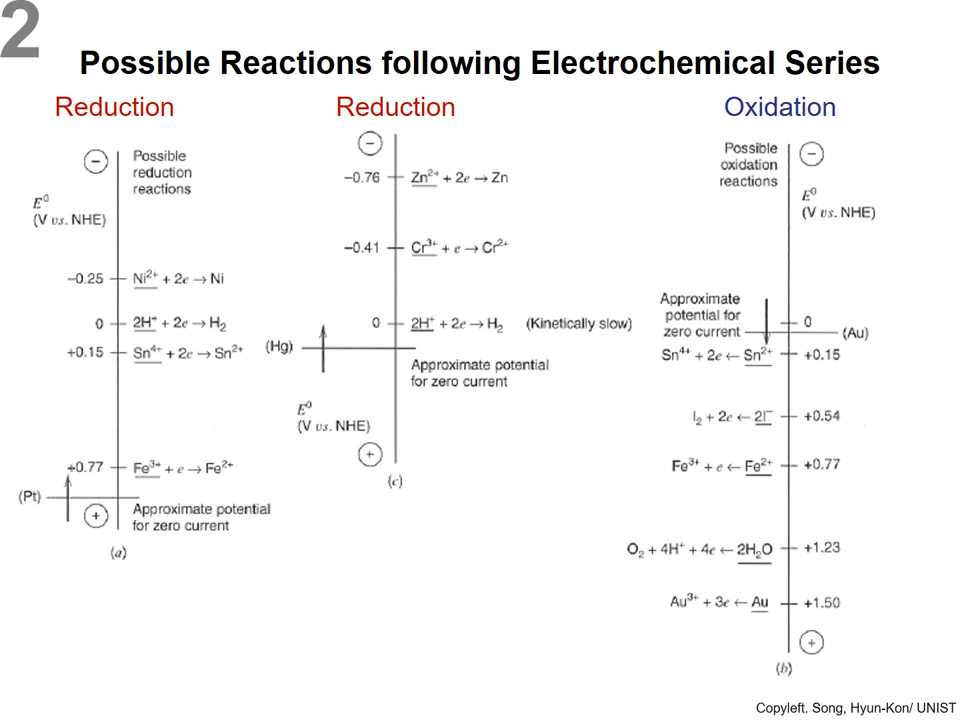 2
Possible Reactions following Electrochemical Series
Reduction
Possible
reduction
reactions
E⁰
(V vs. NHE)
−0.25 Ni²⁺ + 2e → Ni
0 2H⁺ + 2e → H₂
+0.15 Sn⁴⁺ + 2e → Sn²⁺
+0.77 Fe³⁺ + e → Fe²⁺
(Pt)
Approximate potential
for zero current
(a)
Reduction
−0.76 Zn²⁺ + 2e → Zn
−0.41 Cr³⁺ + e → Cr²⁺
0 2H⁺ + 2e → H₂ (Kinetically slow)
(Hg)
Approximate potential
for zero current
E⁰
(V vs. NHE)
(c)
Oxidation
Possible
oxidation
reactions
E⁰
(V vs. NHE)
Approximate
potential for
zero current
0
(Au)
Sn⁴⁺ + 2e ← Sn²⁺ +0.15
I₂ + 2e ← 2I⁻ +0.54
Fe³⁺ + e ← Fe²⁺ +0.77
O₂ + 4H⁺ + 4e ← 2H₂O +1.23
Au³⁺ + 3e ← Au +1.50
(b)
Copyleft. Song, Hyun-Kon/ UNIST